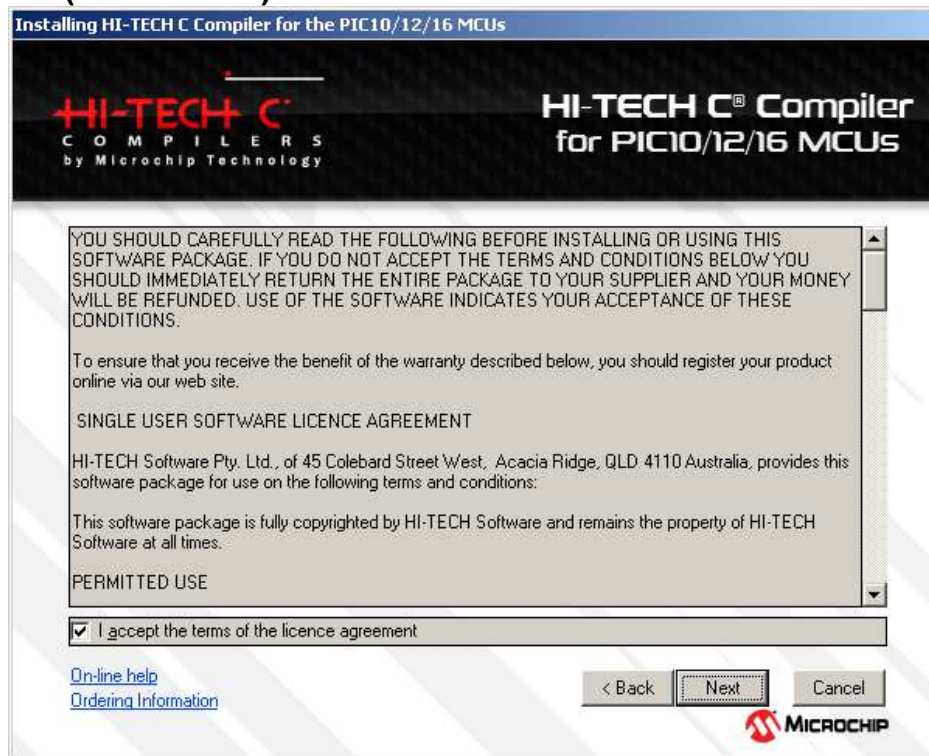 Installing HI-TECH C Compiler for the PIC10/12/16 MCUs
HI-TECH C
COMPILERS
by Microchip Technology
HI-TECH C® Compiler
for PIC10/12/16 MCUs
YOU SHOULD CAREFULLY READ THE FOLLOWING BEFORE INSTALLING OR USING THIS
SOFTWARE PACKAGE. IF YOU DO NOT ACCEPT THE TERMS AND CONDITIONS BELOW YOU
SHOULD IMMEDIATELY RETURN THE ENTIRE PACKAGE TO YOUR SUPPLIER AND YOUR MONEY
WILL BE REFUNDED. USE OF THE SOFTWARE INDICATES YOUR ACCEPTANCE OF THESE
CONDITIONS.
To ensure that you receive the benefit of the warranty described below, you should register your product
online via our web site.
SINGLE USER SOFTWARE LICENCE AGREEMENT
HI-TECH Software Pty. Ltd., of 45 Colebard Street West, Acacia Ridge, QLD 4110 Australia, provides this
software package for use on the following terms and conditions:
This software package is fully copyrighted by HI-TECH Software and remains the property of HI-TECH
Software at all times.
PERMITTED USE
I accept the terms of the licence agreement
On-line help
Ordering Information
< Back
Next
Cancel
MICROCHIP